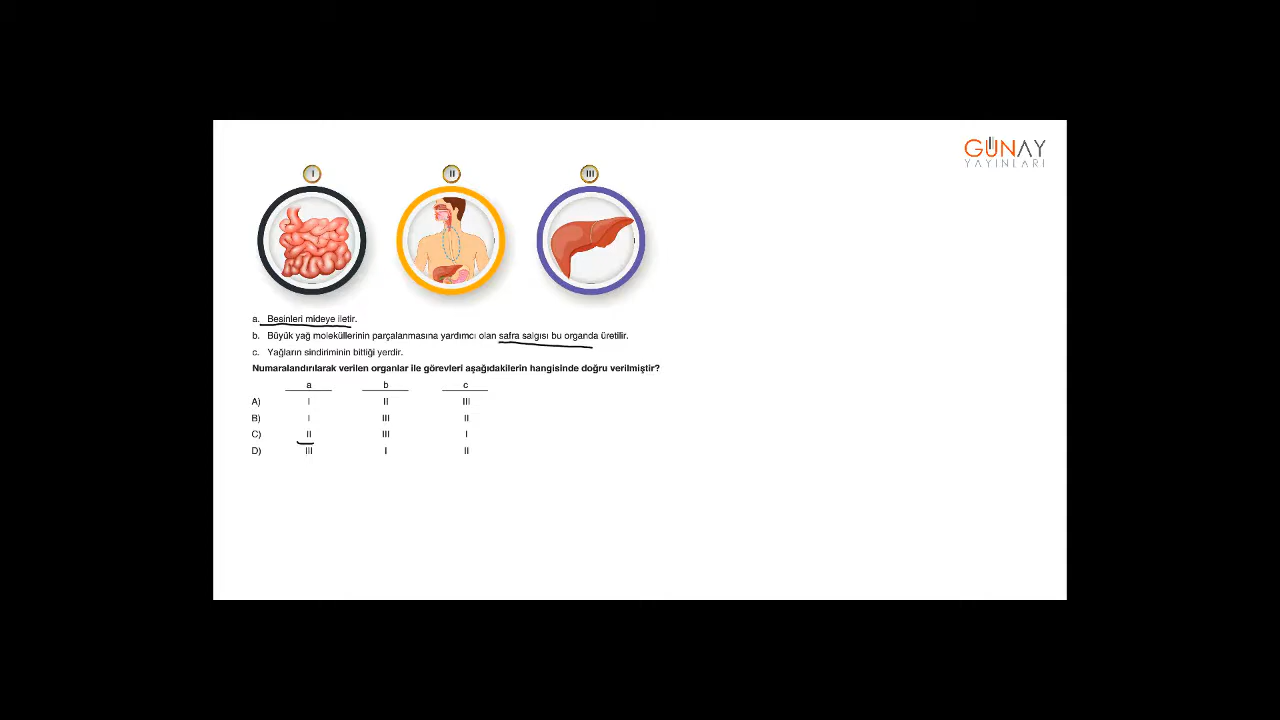 GÜNAY
YAYINLARI
I II III
a. Besinleri mideye iletir.
b. Büyük yağ moleküllerinin parçalanmasına yardımcı olan safra salgısı bu organda üretilir.
c. Yağların sindiriminin bittiği yerdir.
Numaralandırılarak verilen organlar ile görevleri aşağıdakilerin hangisinde doğru verilmiştir?
a b c
A) I II III
B) I III II
C) II III I
D) III I II